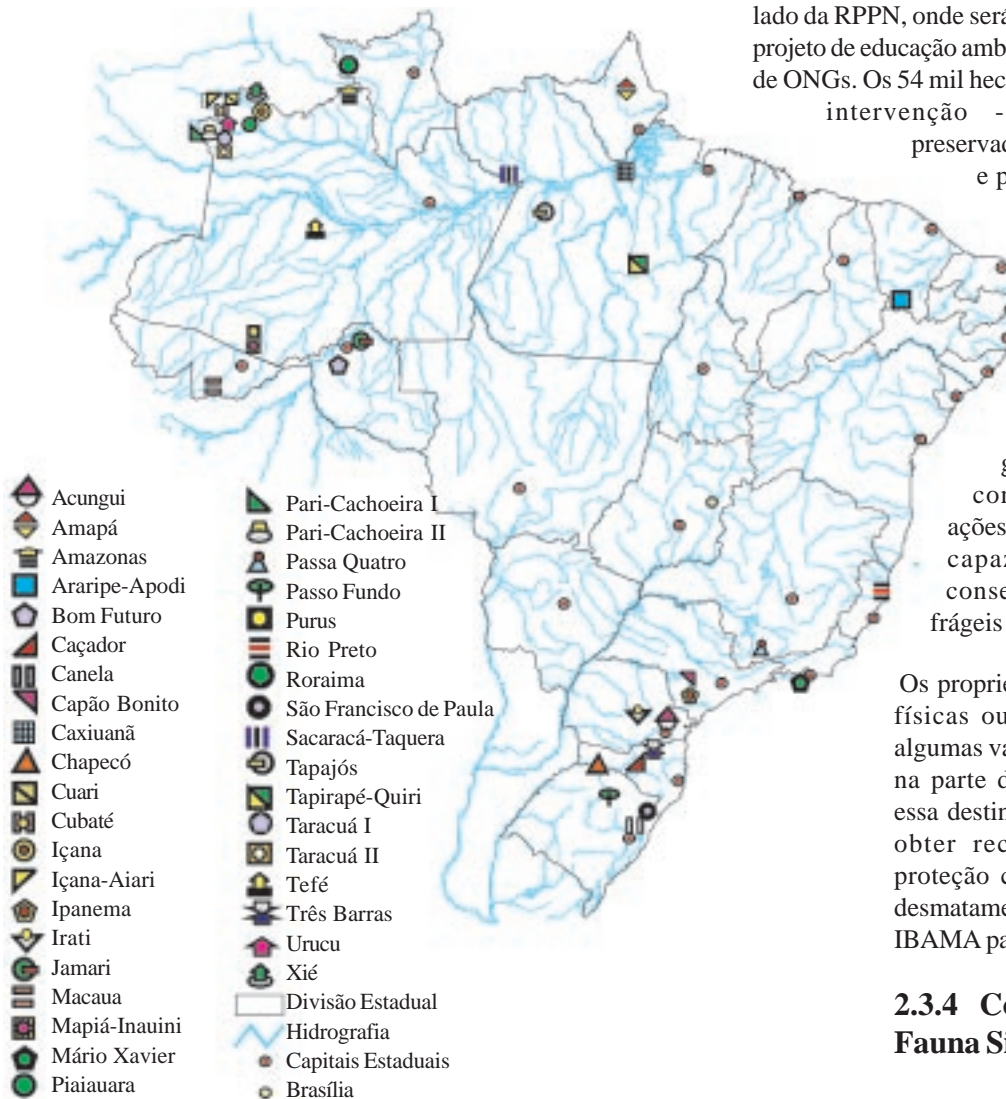 lado da RPPN, onde será
projeto de educação amb
de ONGs. Os 54 mil hec
intervenção -
preservad
e p
g
con
ações
capaz
conse
frágeis
Os proprie
físicas ou
algumas va
na parte d
essa destin
obter rec
proteção c
desmatame
IBAMA pa
2.3.4 Co
Fauna Si
Acungui
Amapá
Amazonas
Araripe-Apodi
Bom Futuro
Caçador
Canela
Capão Bonito
Caxiuanã
Chapecó
Cuari
Cubaté
Içana
Içana-Aiari
Ipanema
Irati
Jamari
Macaua
Mapiá-Inauini
Mário Xavier
Piaiauara
Pari-Cachoeira I
Pari-Cachoeira II
Passa Quatro
Passo Fundo
Purus
Rio Preto
Roraima
São Francisco de Paula
Sacaracá-Taquera
Tapajós
Tapirapé-Quiri
Taracuá I
Taracuá II
Tefé
Três Barras
Urucu
Xié
Divisão Estadual
Hidrografia
Capitais Estaduais
Brasília